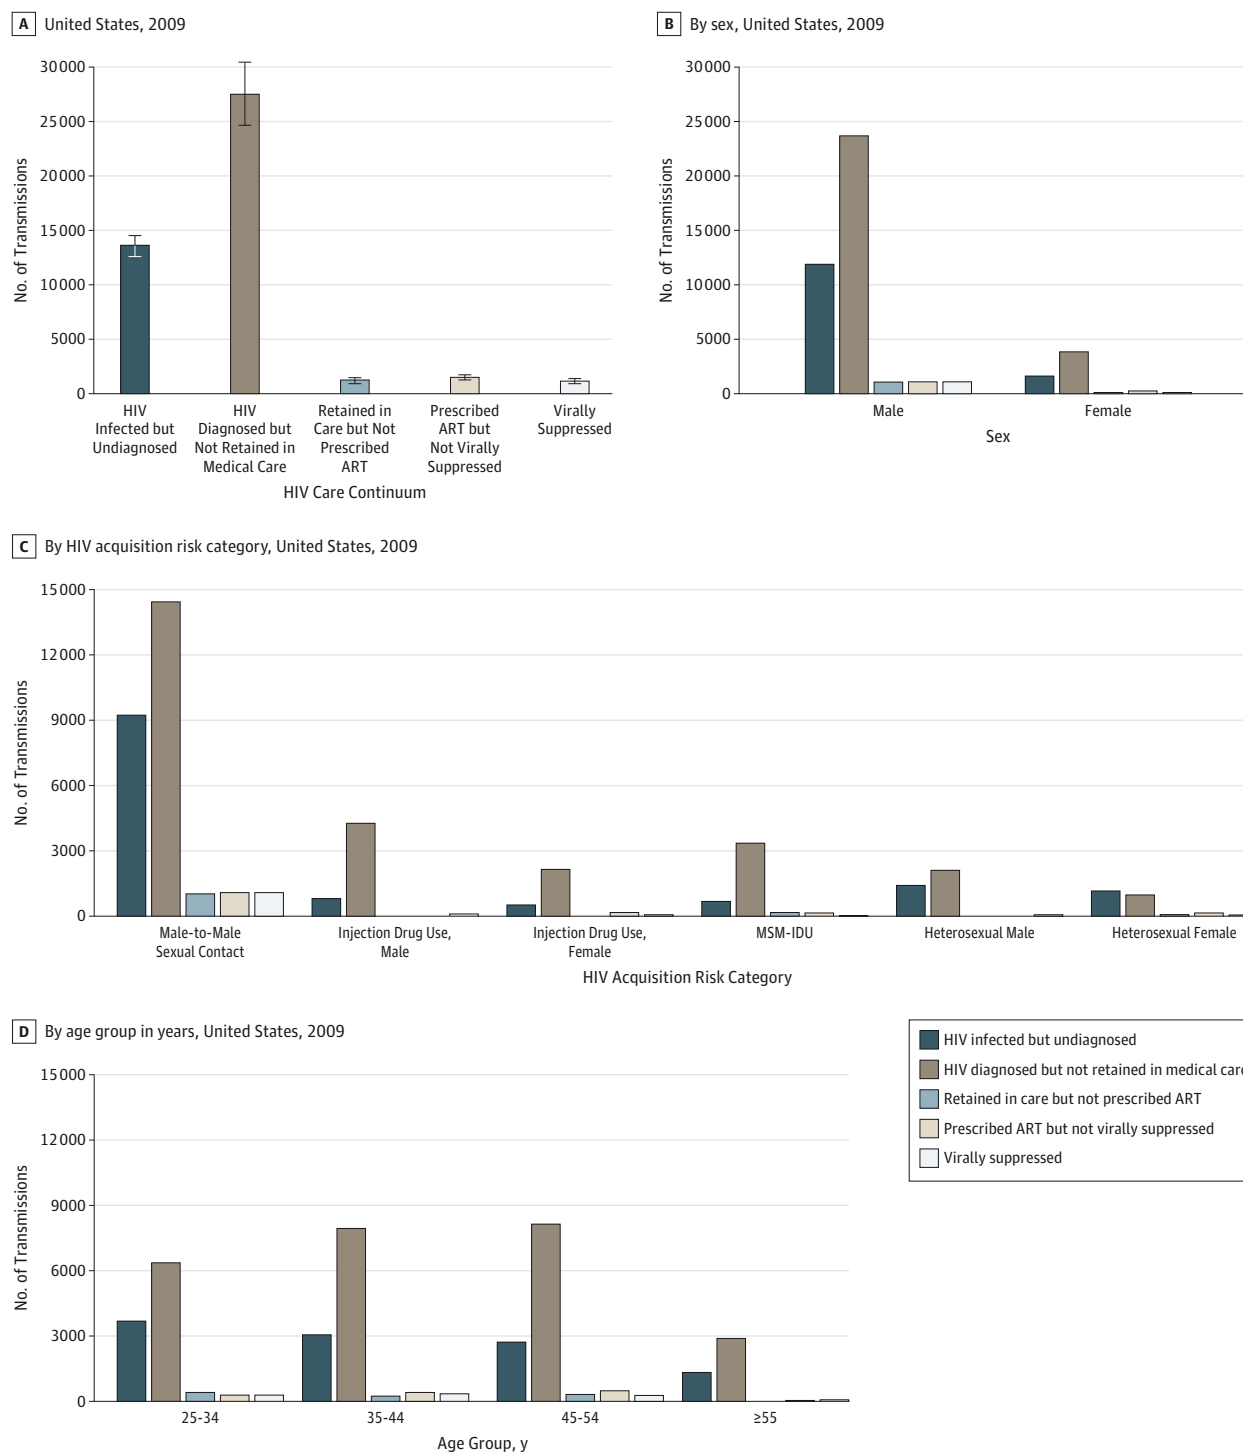 A United States, 2009
30000
25000
20000
15000
10000
5000
0
No. of Transmissions
HIV
Infected but
Undiagnosed
HIV
Diagnosed but
Not Retained in
Medical Care
Retained in
Care but Not
Prescribed
ART
Prescribed
ART but
Not Virally
Suppressed
Virally
Suppressed
HIV Care Continuum
B By sex, United States, 2009
30000
25000
20000
15000
10000
5000
0
No. of Transmissions
Male
Female
Sex
C By HIV acquisition risk category, United States, 2009
15000
12000
9000
6000
3000
0
No. of Transmissions
Male-to-Male
Sexual Contact
Injection Drug Use,
Male
Injection Drug Use,
Female
MSM-IDU
Heterosexual Male
Heterosexual Female
HIV Acquisition Risk Category
D By age group in years, United States, 2009
15000
12000
9000
6000
3000
0
No. of Transmissions
25-34
35-44
45-54
≥55
Age Group, y
HIV infected but undiagnosed
HIV diagnosed but not retained in medical care
Retained in care but not prescribed ART
Prescribed ART but not virally suppressed
Virally suppressed